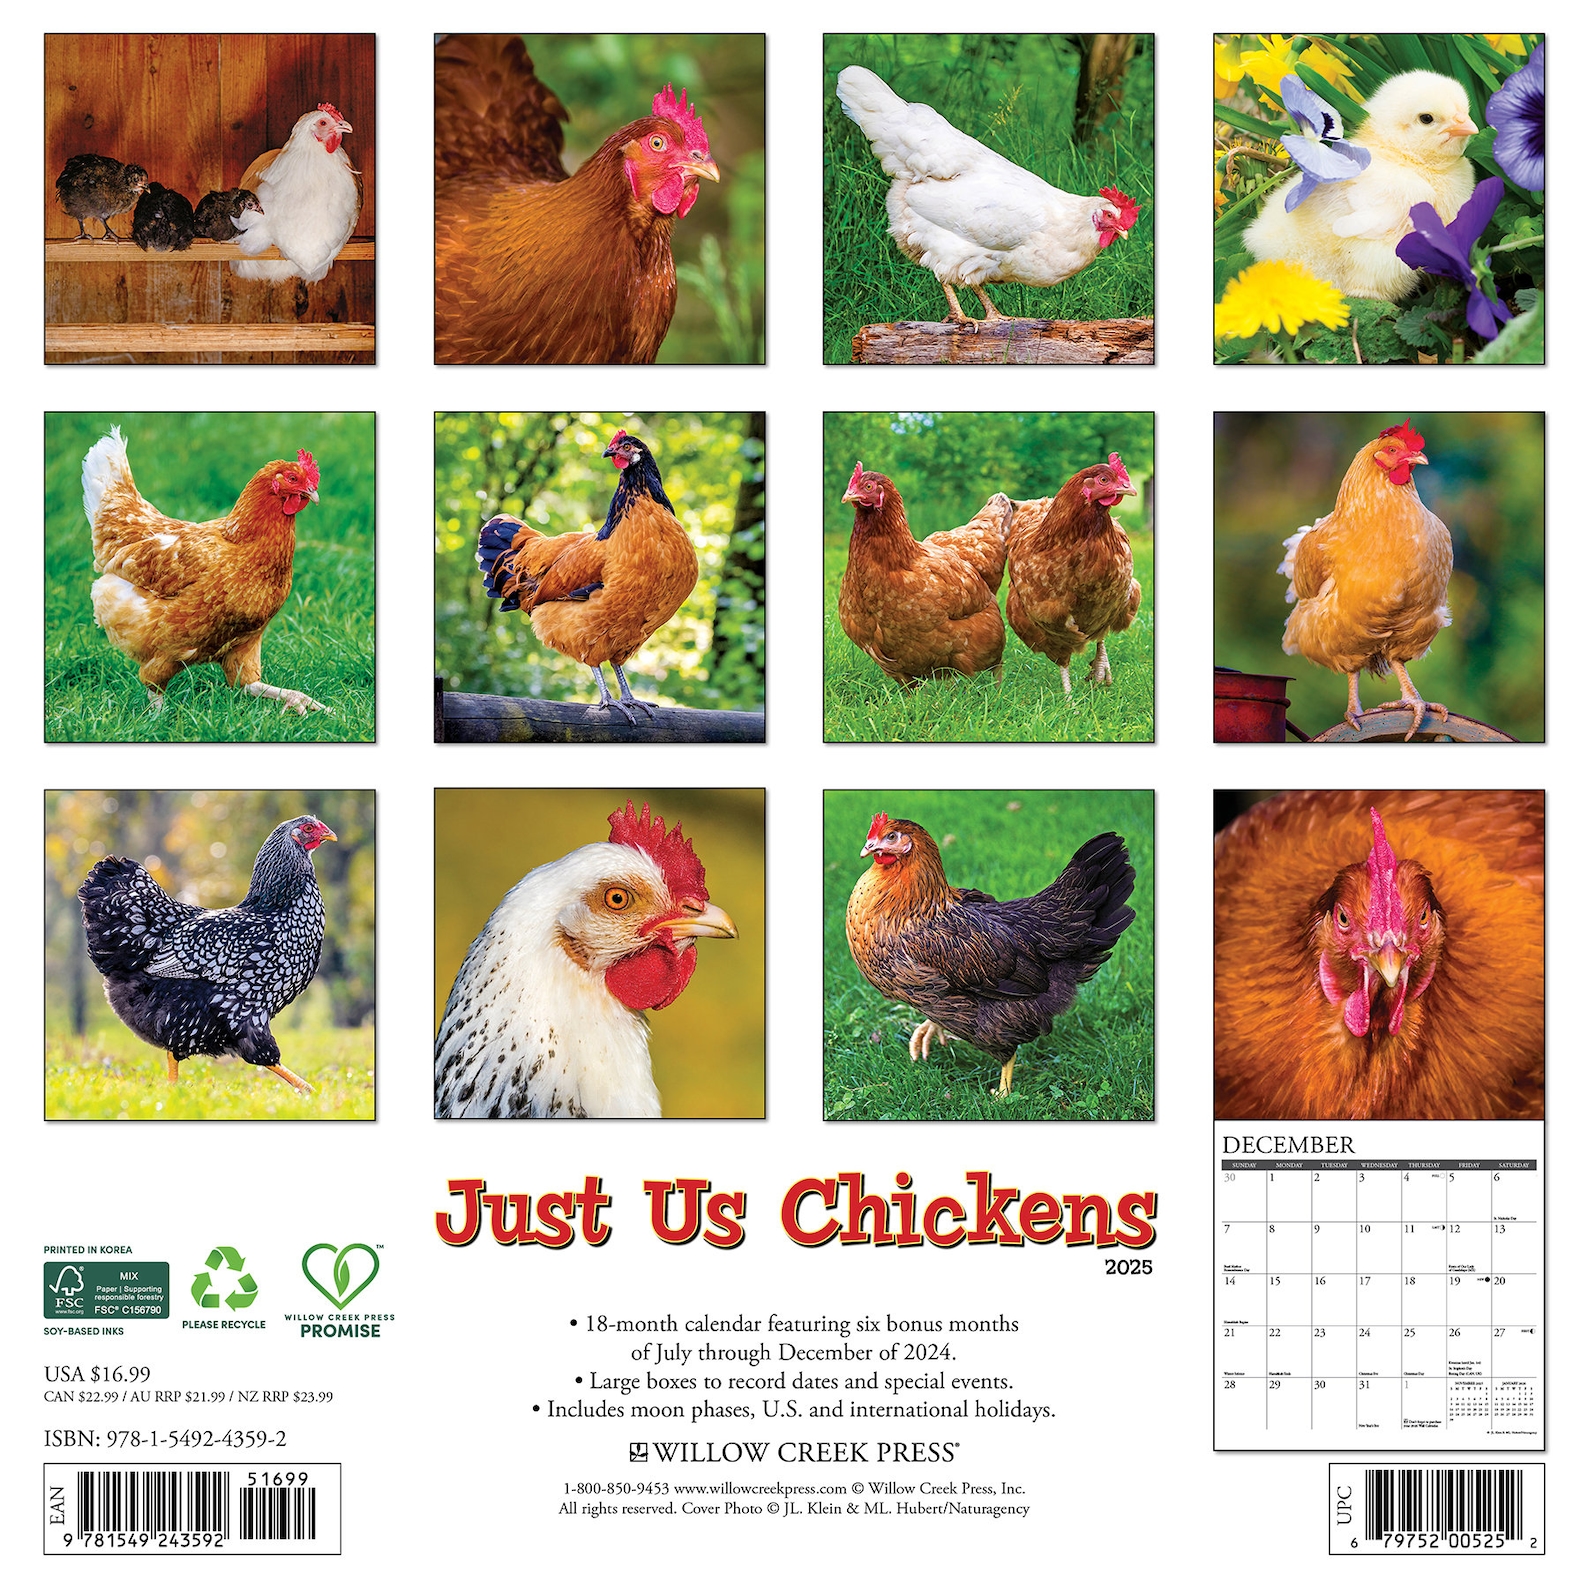 Just Us Chickens
2025
• 18-month calendar featuring six bonus months
of July through December of 2024.
• Large boxes to record dates and special events.
• Includes moon phases, U.S. and international holidays.
WILLOW CREEK PRESS®
1-800-850-9453 www.willowcreekpress.com © Willow Creek Press, Inc.
All rights reserved. Cover Photo © JL. Klein & ML. Hubert/Naturagency
PRINTED IN KOREA
FSC
www.fsc.org
MIX
Paper | Supporting
responsible forestry
FSC® C156790
SOY-BASED INKS
PLEASE RECYCLE
™
WILLOW CREEK PRESS
PROMISE
USA $16.99
CAN $22.99 / AU RRP $21.99 / NZ RRP $23.99
ISBN: 978-1-5492-4359-2
EAN
51699
9 781549 243592
DECEMBER
SUNDAY MONDAY TUESDAY WEDNESDAY THURSDAY FRIDAY SATURDAY
30 1 2 3 4 5 6
7 8 9 10 11 12 13
14 15 16 17 18 19 20
21 22 23 24 25 26 27
28 29 30 31 1
UPC
6 79752 00525 2